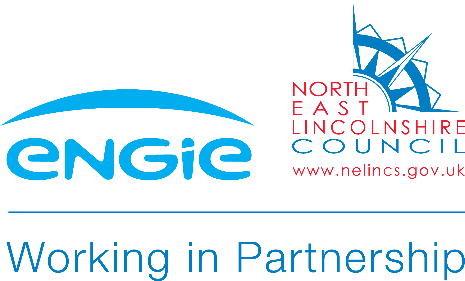 ENGiE
NORTH
EAST
LINCOLNSHIRE
COUNCIL
www.nelincs.gov.uk
Working in Partnership